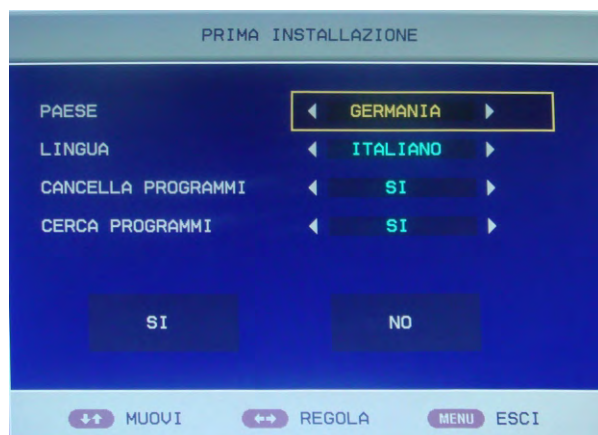 PRIMA INSTALLAZIONE
PAESE GERMANIA
LINGUA ITALIANO
CANCELLA PROGRAMMI SI
CERCA PROGRAMMI SI
SI NO
MUOVI REGOLA MENU ESCI